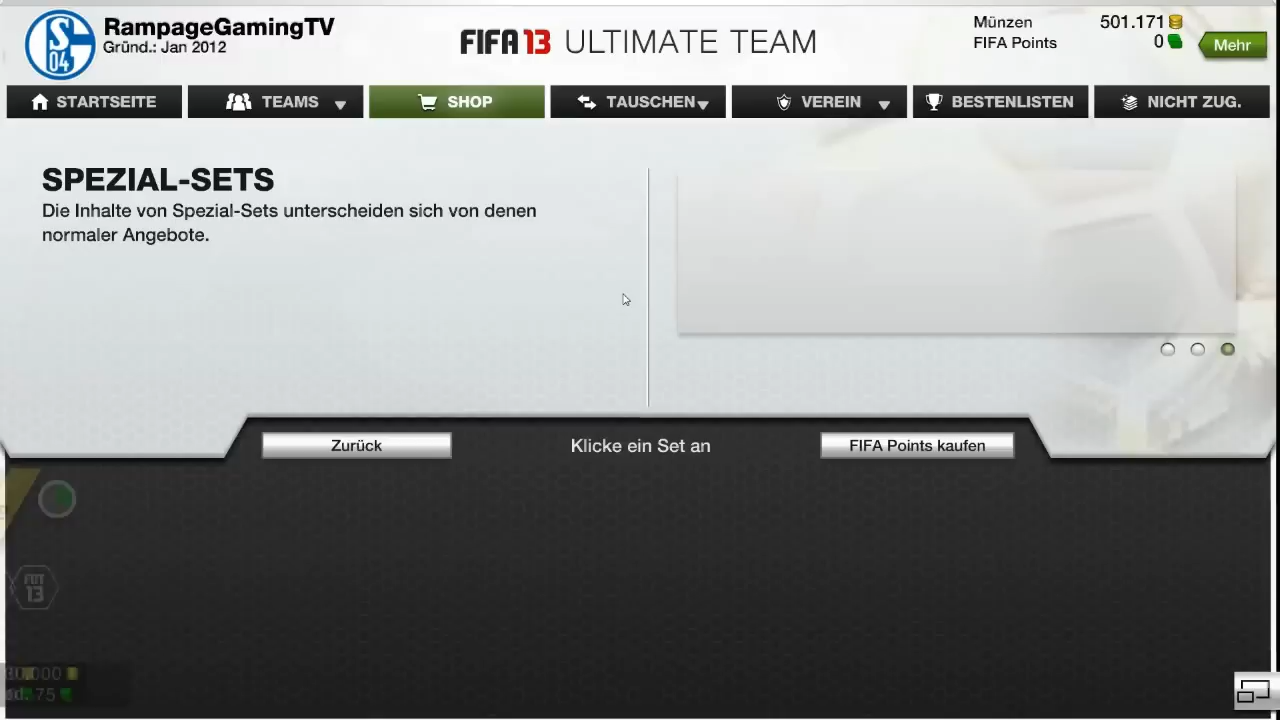 RampageGamingTV
Gründ.: Jan 2012
S
04
FIFA 13 ULTIMATE TEAM
Münzen 501.171
FIFA Points 0
Mehr
STARTSEITE TEAMS SHOP TAUSCHEN VEREIN BESTENLISTEN NICHT ZUG.
SPEZIAL-SETS
Die Inhalte von Spezial-Sets unterscheiden sich von denen
normaler Angebote.
Zurück Klicke ein Set an FIFA Points kaufen
FUT
13